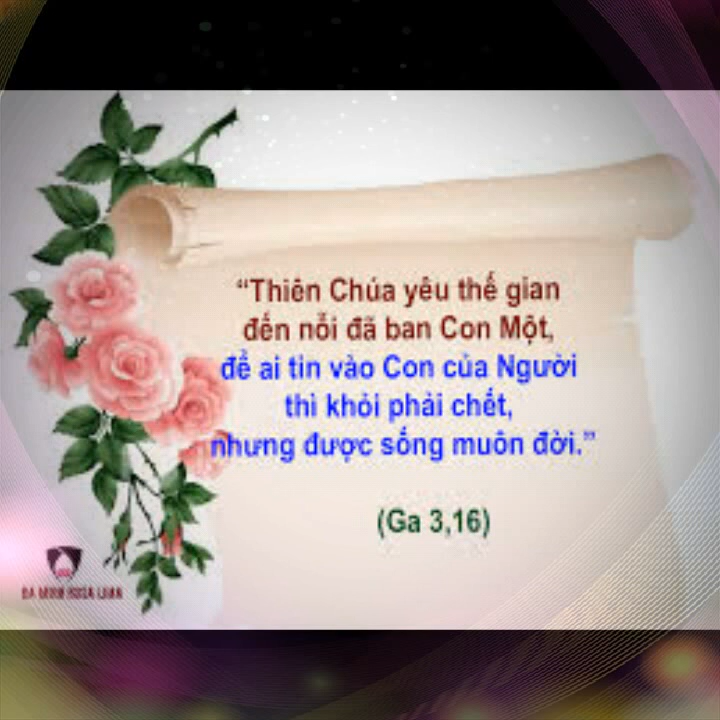 “Thiên Chúa yêu thế gian
đến nỗi đã ban Con Một,
để ai tin vào Con của Người
thì khỏi phải chết,
nhưng được sống muôn đời.”
(Ga 3,16)